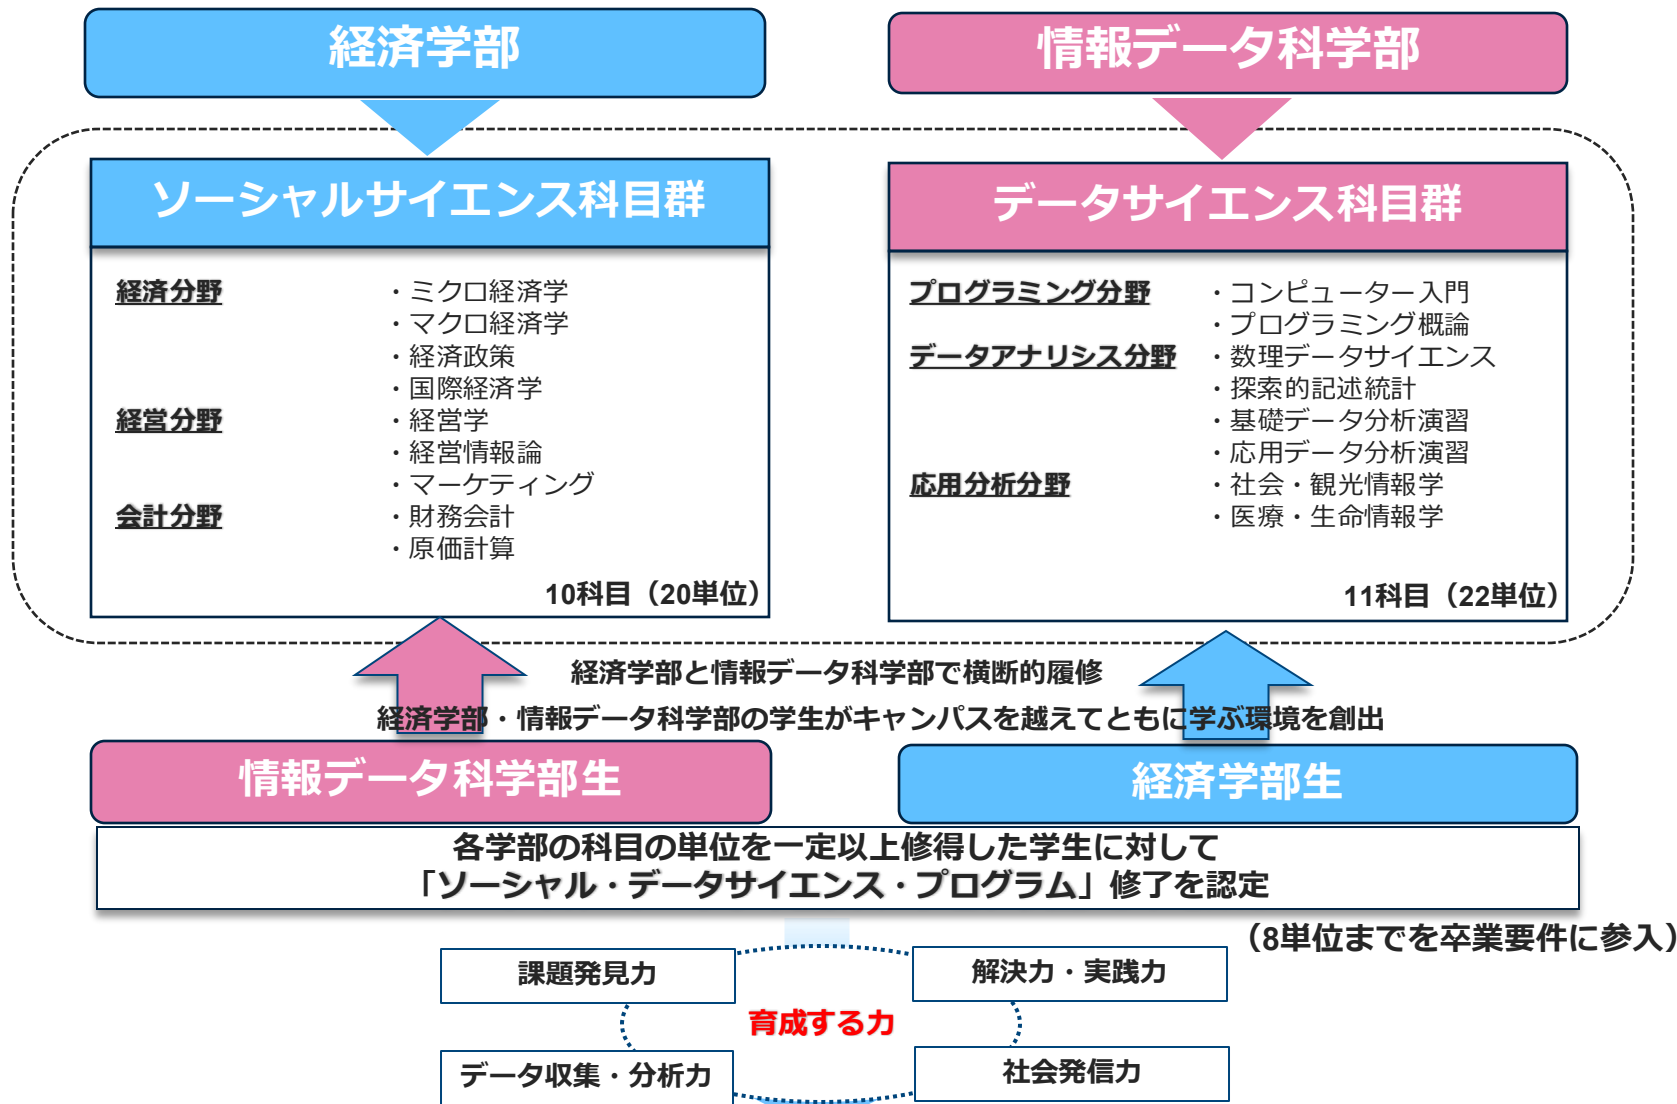 経済学部
情報データ科学部
ソーシャルサイエンス科目群
経済分野 ・ミクロ経済学
・マクロ経済学
・経済政策
・国際経済学
経営分野 ・経営学
・経営情報論
・マーケティング
会計分野 ・財務会計
・原価計算
10科目（20単位）
データサイエンス科目群
プログラミング分野 ・コンピューター入門
・プログラミング概論
データアナリシス分野 ・数理データサイエンス
・探索的記述統計
・基礎データ分析演習
・応用データ分析演習
応用分析分野 ・社会・観光情報学
・医療・生命情報学
11科目（22単位）
経済学部と情報データ科学部で横断的履修
経済学部・情報データ科学部の学生がキャンパスを越えてともに学ぶ環境を創出
情報データ科学部生
経済学部生
各学部の科目の単位を一定以上修得した学生に対して
「ソーシャル・データサイエンス・プログラム」修了を認定
（8単位までを卒業要件に参入）
課題発見力
解決力・実践力
育成する力
データ収集・分析力
社会発信力